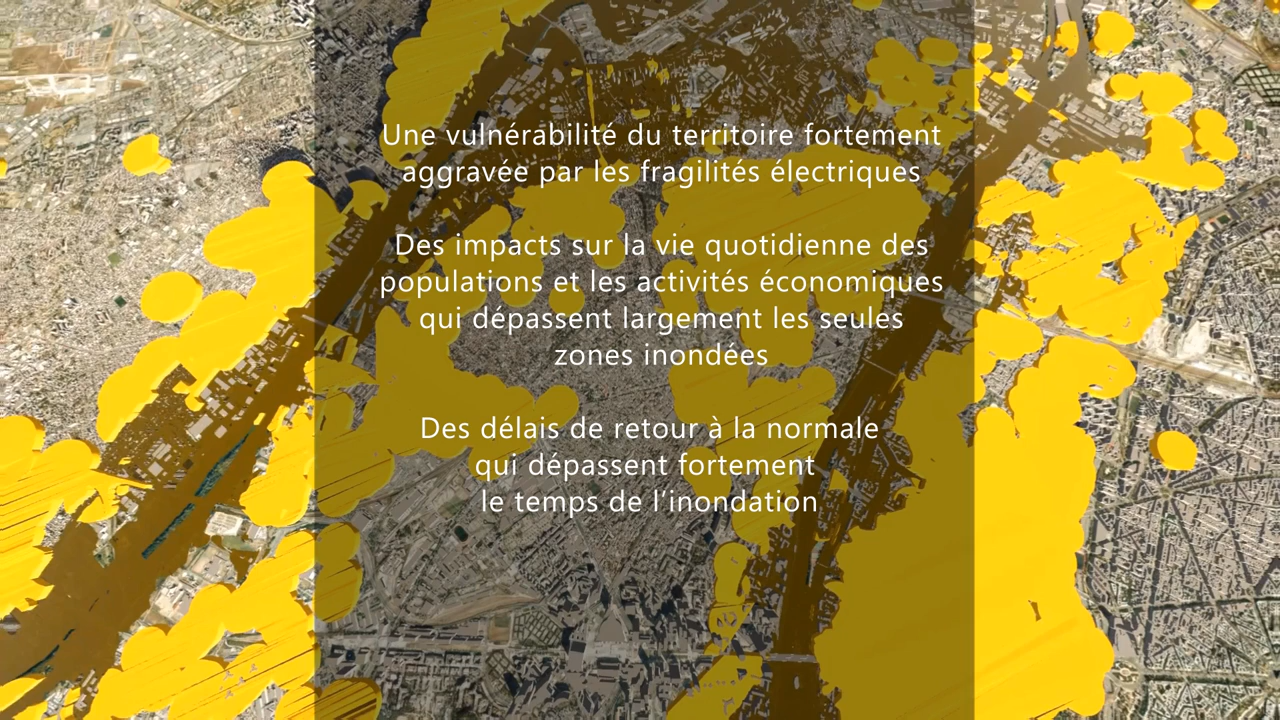 Une vulnérabilité du territoire fortement
aggravée par les fragilités électriques
Des impacts sur la vie quotidienne des
populations et les activités économiques
qui dépassent largement les seules
zones inondées
Des délais de retour à la normale
qui dépassent fortement
le temps de l’inondation